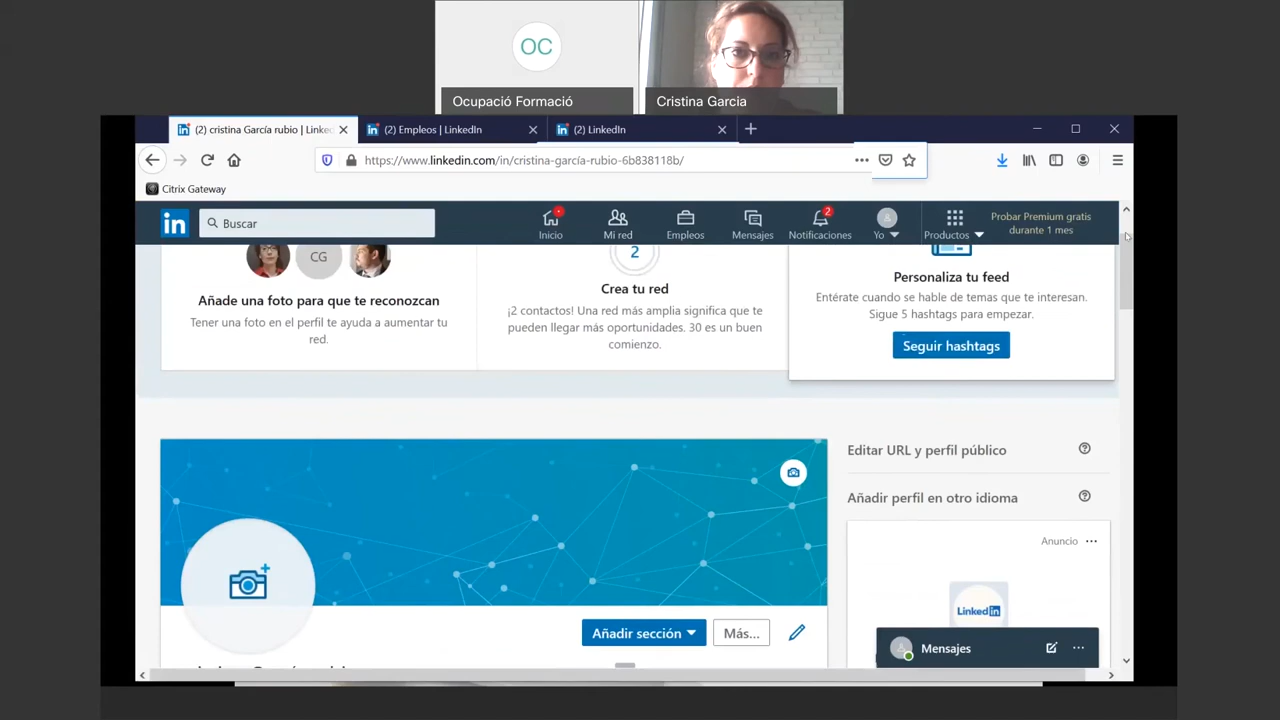 OC
Ocupació Formació
Cristina Garcia
(2) cristina García rubio | Linked
(2) Empleos | LinkedIn
(2) LinkedIn
https://www.linkedin.com/in/cristina-garcía-rubio-6b838118b/
Citrix Gateway
in
Buscar
Inicio
Mi red
Empleos
Mensajes
2
Notificaciones
Yo
Productos
Probar Premium gratis
durante 1 mes
CG
Añade una foto para que te reconozcan
Tener una foto en el perfil te ayuda a aumentar tu
red.
2
Crea tu red
¡2 contactos! Una red más amplia significa que te
pueden llegar más oportunidades. 30 es un buen
comienzo.
Personaliza tu feed
Entérate cuando se hable de temas que te interesan.
Sigue 5 hashtags para empezar.
Seguir hashtags
Editar URL y perfil público
Añadir perfil en otro idioma
Anuncio
LinkedIn
Añadir sección
Más...
Mensajes